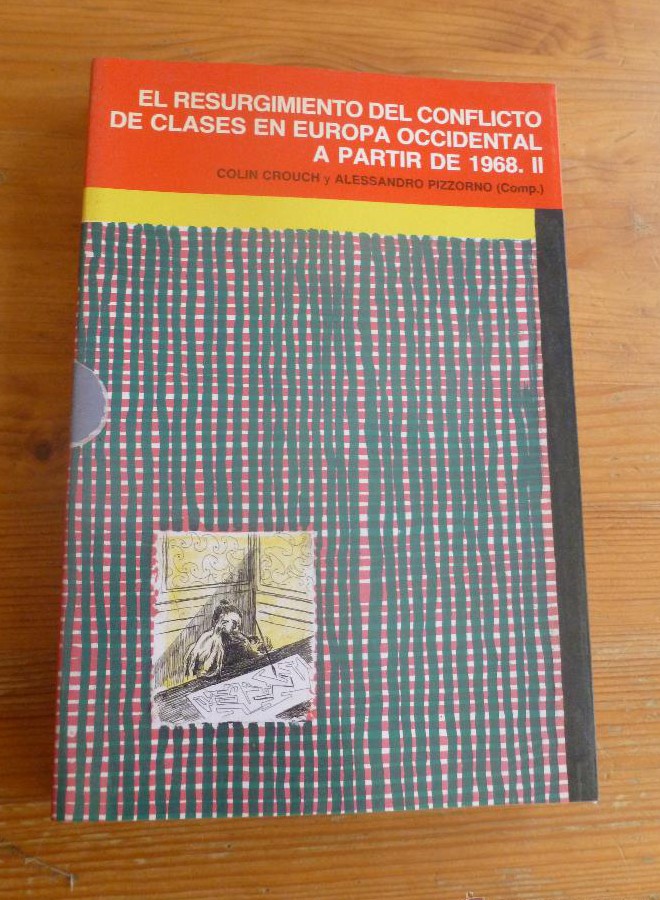 EL RESURGIMIENTO DEL CONFLICTO
DE CLASES EN EUROPA OCCIDENTAL
A PARTIR DE 1968. II
COLIN CROUCH y ALESSANDRO PIZZORNO (Comp.)